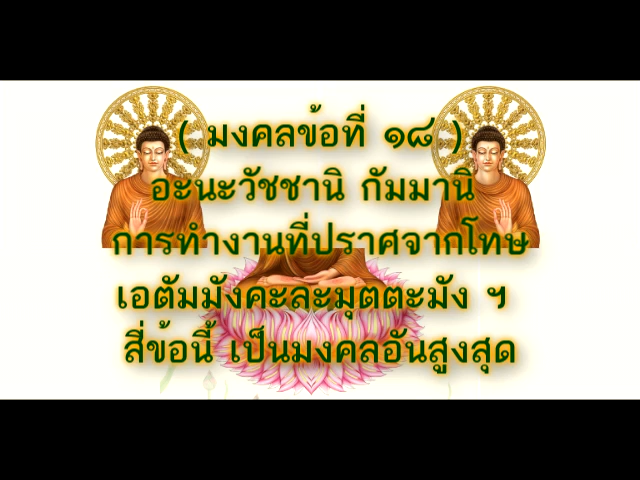 ( มงคลข้อที่ ๑๘ )
อะนะวัชชานิ กัมมานิ
การทำงานที่ปราศจากโทษ
เอตัมมังคะละมุตตะมัง ฯ
สี่ข้อนี้ เป็นมงคลอันสูงสุด